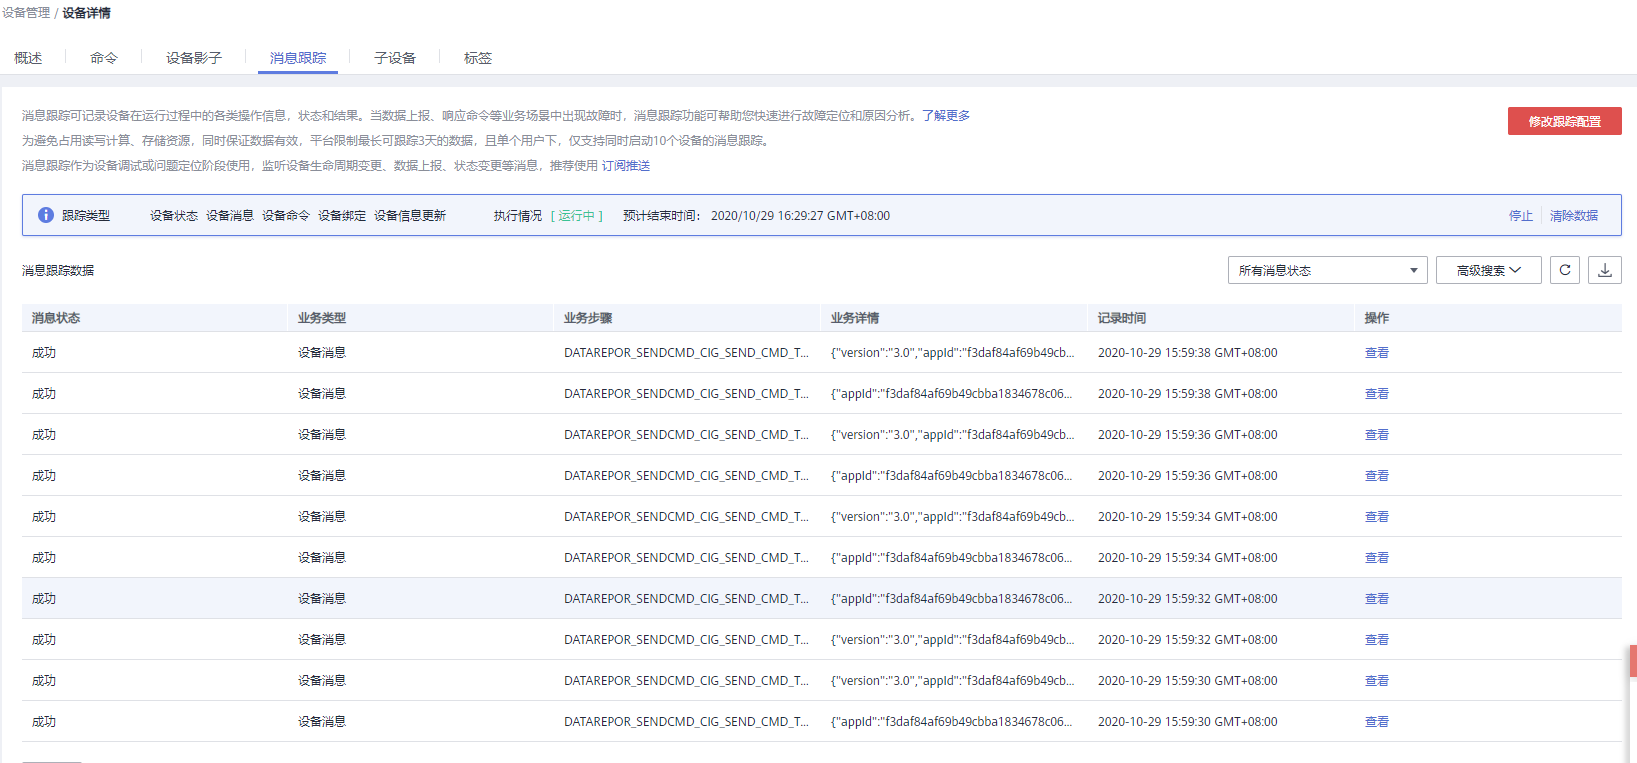 设备管理 / 设备详情
概述 命令 设备影子 消息跟踪 子设备 标签
消息跟踪可记录设备在运行过程中的各类操作信息，状态和结果。当数据上报、响应命令等业务场景中出现故障时，消息跟踪功能可帮助您快速进行故障定位和原因分析。了解更多
修改跟踪配置
为避免占用读写计算、存储资源，同时保证数据有效，平台限制最长可跟踪3天的数据，且单个用户下，仅支持同时启动10个设备的消息跟踪。
消息跟踪作为设备调试或问题定位阶段使用，监听设备生命周期变更、数据上报、状态变更等消息，推荐使用 订阅推送
跟踪类型 设备状态 设备消息 设备命令 设备绑定 设备信息更新 执行情况 [ 运行中 ] 预计结束时间： 2020/10/29 16:29:27 GMT+08:00 停止 清除数据
消息跟踪数据 所有消息状态 高级搜索
消息状态 业务类型 业务步骤 业务详情 记录时间 操作
成功 设备消息 DATAREPOR_SENDCMD_CIG_SEND_CMD_T... {"version":"3.0","appId":"f3daf84af69b49cb... 2020-10-29 15:59:38 GMT+08:00 查看
成功 设备消息 DATAREPOR_SENDCMD_CIG_SEND_CMD_T... {"appId":"f3daf84af69b49cbba1834678c06... 2020-10-29 15:59:38 GMT+08:00 查看
成功 设备消息 DATAREPOR_SENDCMD_CIG_SEND_CMD_T... {"version":"3.0","appId":"f3daf84af69b49cb... 2020-10-29 15:59:36 GMT+08:00 查看
成功 设备消息 DATAREPOR_SENDCMD_CIG_SEND_CMD_T... {"appId":"f3daf84af69b49cbba1834678c06... 2020-10-29 15:59:36 GMT+08:00 查看
成功 设备消息 DATAREPOR_SENDCMD_CIG_SEND_CMD_T... {"version":"3.0","appId":"f3daf84af69b49cb... 2020-10-29 15:59:34 GMT+08:00 查看
成功 设备消息 DATAREPOR_SENDCMD_CIG_SEND_CMD_T... {"appId":"f3daf84af69b49cbba1834678c06... 2020-10-29 15:59:34 GMT+08:00 查看
成功 设备消息 DATAREPOR_SENDCMD_CIG_SEND_CMD_T... {"appId":"f3daf84af69b49cbba1834678c06... 2020-10-29 15:59:32 GMT+08:00 查看
成功 设备消息 DATAREPOR_SENDCMD_CIG_SEND_CMD_T... {"version":"3.0","appId":"f3daf84af69b49cb... 2020-10-29 15:59:32 GMT+08:00 查看
成功 设备消息 DATAREPOR_SENDCMD_CIG_SEND_CMD_T... {"version":"3.0","appId":"f3daf84af69b49cb... 2020-10-29 15:59:30 GMT+08:00 查看
成功 设备消息 DATAREPOR_SENDCMD_CIG_SEND_CMD_T... {"appId":"f3daf84af69b49cbba1834678c06... 2020-10-29 15:59:30 GMT+08:00 查看